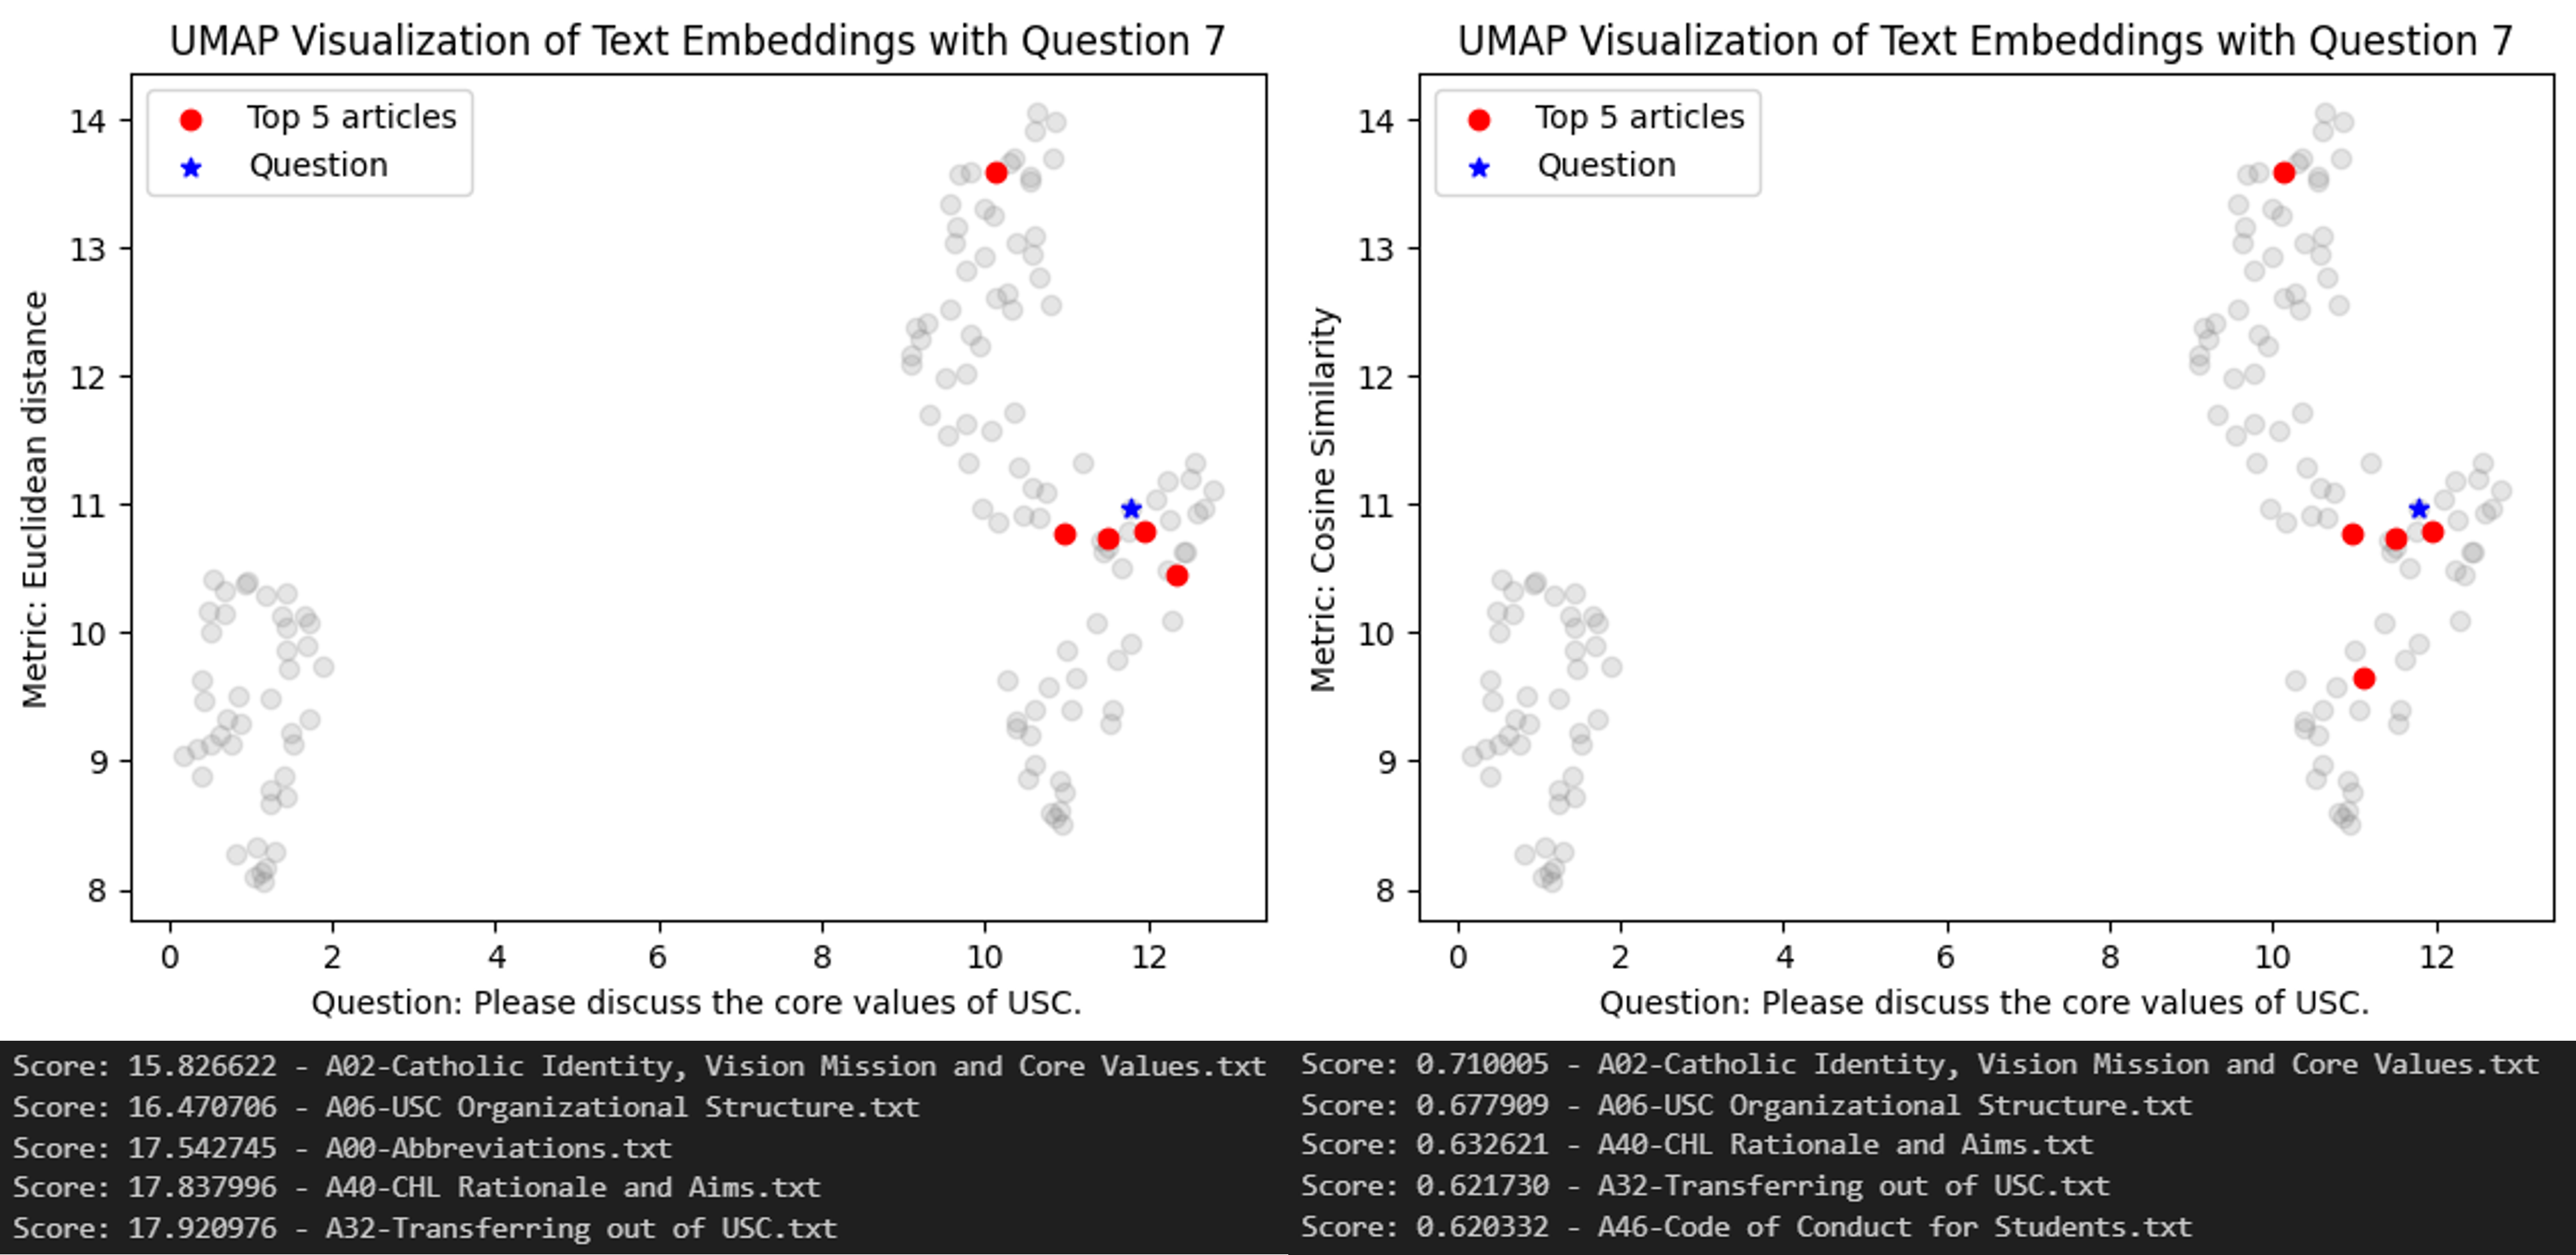 UMAP Visualization of Text Embeddings with Question 7
Top 5 articles
Question
14
13
12
11
10
9
8
Metric: Euclidean distance
0 2 4 6 8 10 12
Question: Please discuss the core values of USC.
Score: 15.826622 - A02-Catholic Identity, Vision Mission and Core Values.txt
Score: 16.470706 - A06-USC Organizational Structure.txt
Score: 17.542745 - A00-Abbreviations.txt
Score: 17.837996 - A40-CHL Rationale and Aims.txt
Score: 17.920976 - A32-Transferring out of USC.txt
UMAP Visualization of Text Embeddings with Question 7
Top 5 articles
Question
14
13
12
11
10
9
8
Metric: Cosine Similarity
0 2 4 6 8 10 12
Question: Please discuss the core values of USC.
Score: 0.710005 - A02-Catholic Identity, Vision Mission and Core Values.txt
Score: 0.677909 - A06-USC Organizational Structure.txt
Score: 0.632621 - A40-CHL Rationale and Aims.txt
Score: 0.621730 - A32-Transferring out of USC.txt
Score: 0.620332 - A46-Code of Conduct for Students.txt